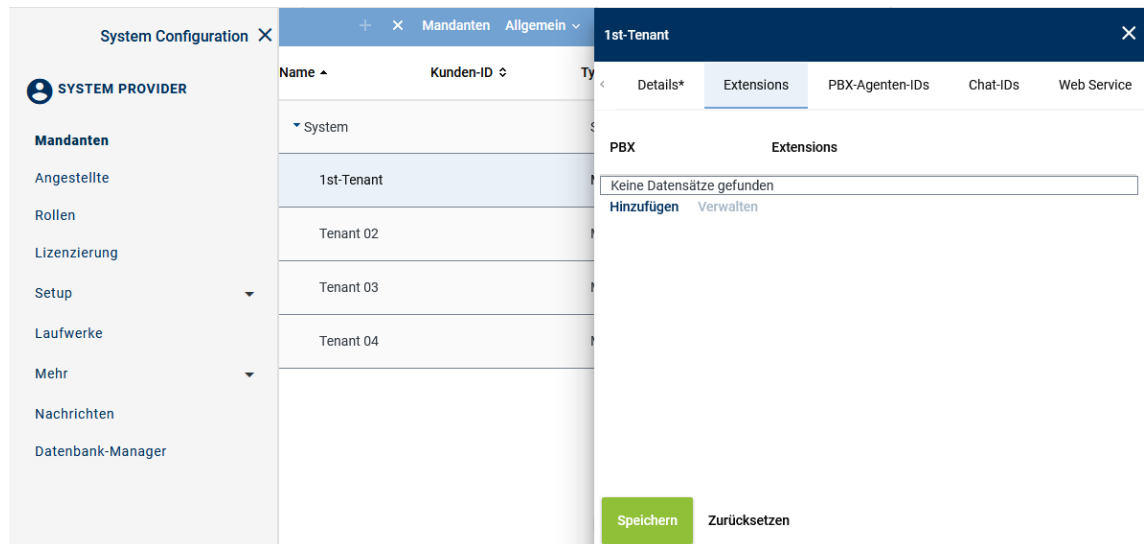 System Configuration
SYSTEM PROVIDER
Mandanten
Angestellte
Rollen
Lizenzierung
Setup
Laufwerke
Mehr
Nachrichten
Datenbank-Manager
Mandanten Allgemein
Name Kunden-ID Ty
System S
1st-Tenant
Tenant 02
Tenant 03
Tenant 04
1st-Tenant
Details* Extensions PBX-Agenten-IDs Chat-IDs Web Service
PBX Extensions
Keine Datensätze gefunden
Hinzufügen Verwalten
Speichern Zurücksetzen